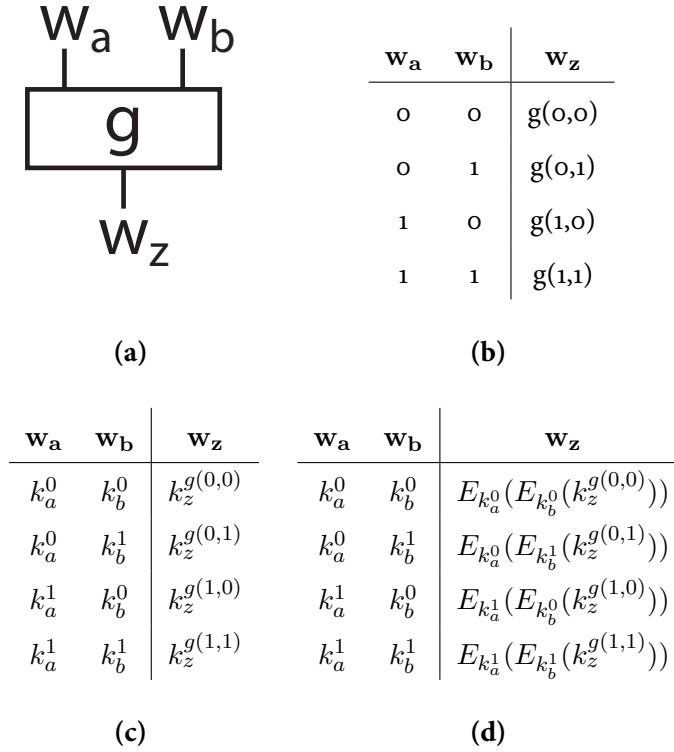 w_a w_b
g
w_z
(a)
w_a w_b w_z
0 0 g(0,0)
0 1 g(0,1)
1 0 g(1,0)
1 1 g(1,1)
(b)
w_a w_b w_z
k_a^0 k_b^0 k_z^{g(0,0)}
k_a^0 k_b^1 k_z^{g(0,1)}
k_a^1 k_b^0 k_z^{g(1,0)}
k_a^1 k_b^1 k_z^{g(1,1)}
(c)
w_a w_b w_z
k_a^0 k_b^0 E_{k_a^0}(E_{k_b^0}(k_z^{g(0,0)}))
k_a^0 k_b^1 E_{k_a^0}(E_{k_b^1}(k_z^{g(0,1)}))
k_a^1 k_b^0 E_{k_a^1}(E_{k_b^0}(k_z^{g(1,0)}))
k_a^1 k_b^1 E_{k_a^1}(E_{k_b^1}(k_z^{g(1,1)}))
(d)